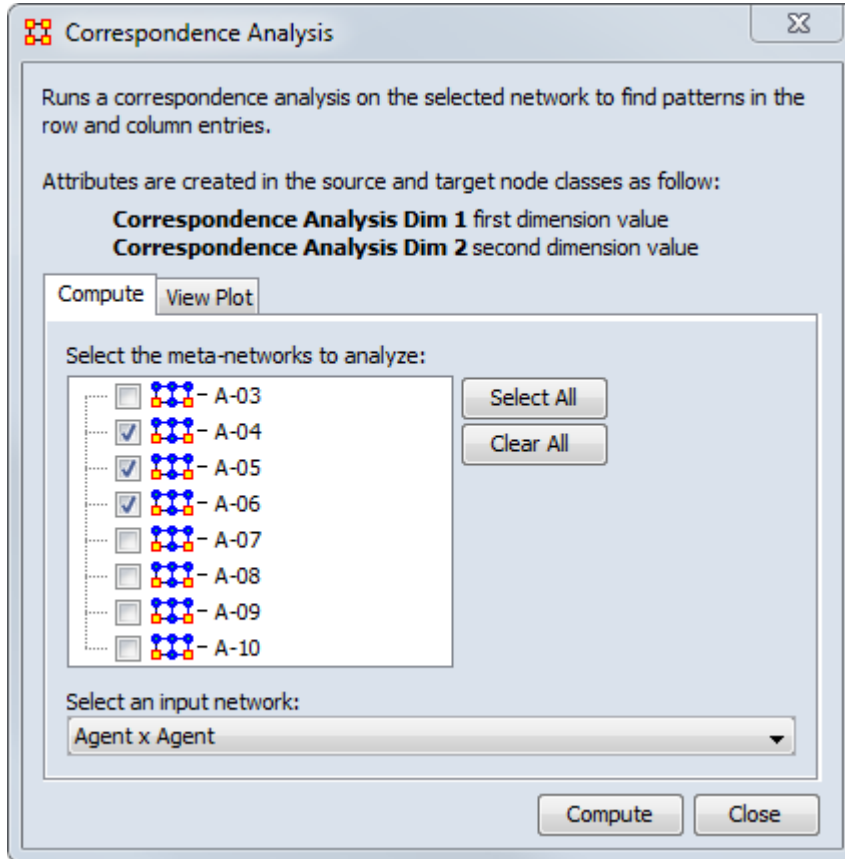 Correspondence Analysis
Runs a correspondence analysis on the selected network to find patterns in the
row and column entries.
Attributes are created in the source and target node classes as follow:
Correspondence Analysis Dim 1 first dimension value
Correspondence Analysis Dim 2 second dimension value
Compute View Plot
Select the meta-networks to analyze:
A-03
Select All
A-04
Clear All
A-05
A-06
A-07
A-08
A-09
A-10
Select an input network:
Agent x Agent
Compute Close